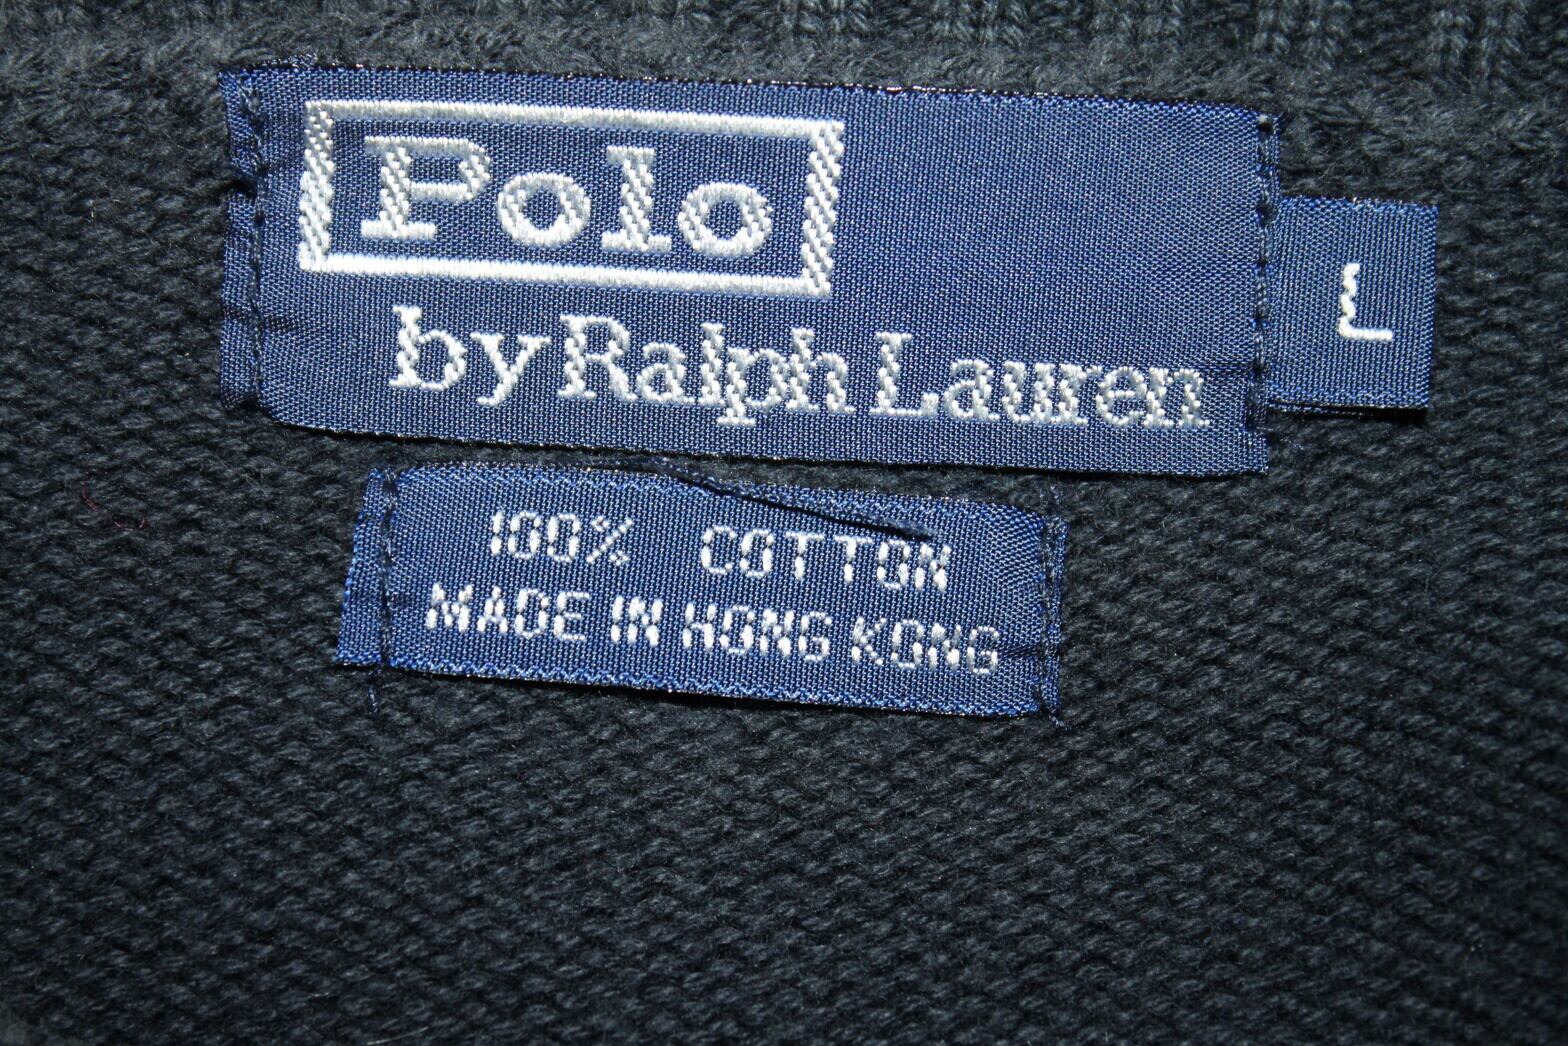 Polo
by Ralph Lauren
L
100% COTTON
MADE IN HONG KONG